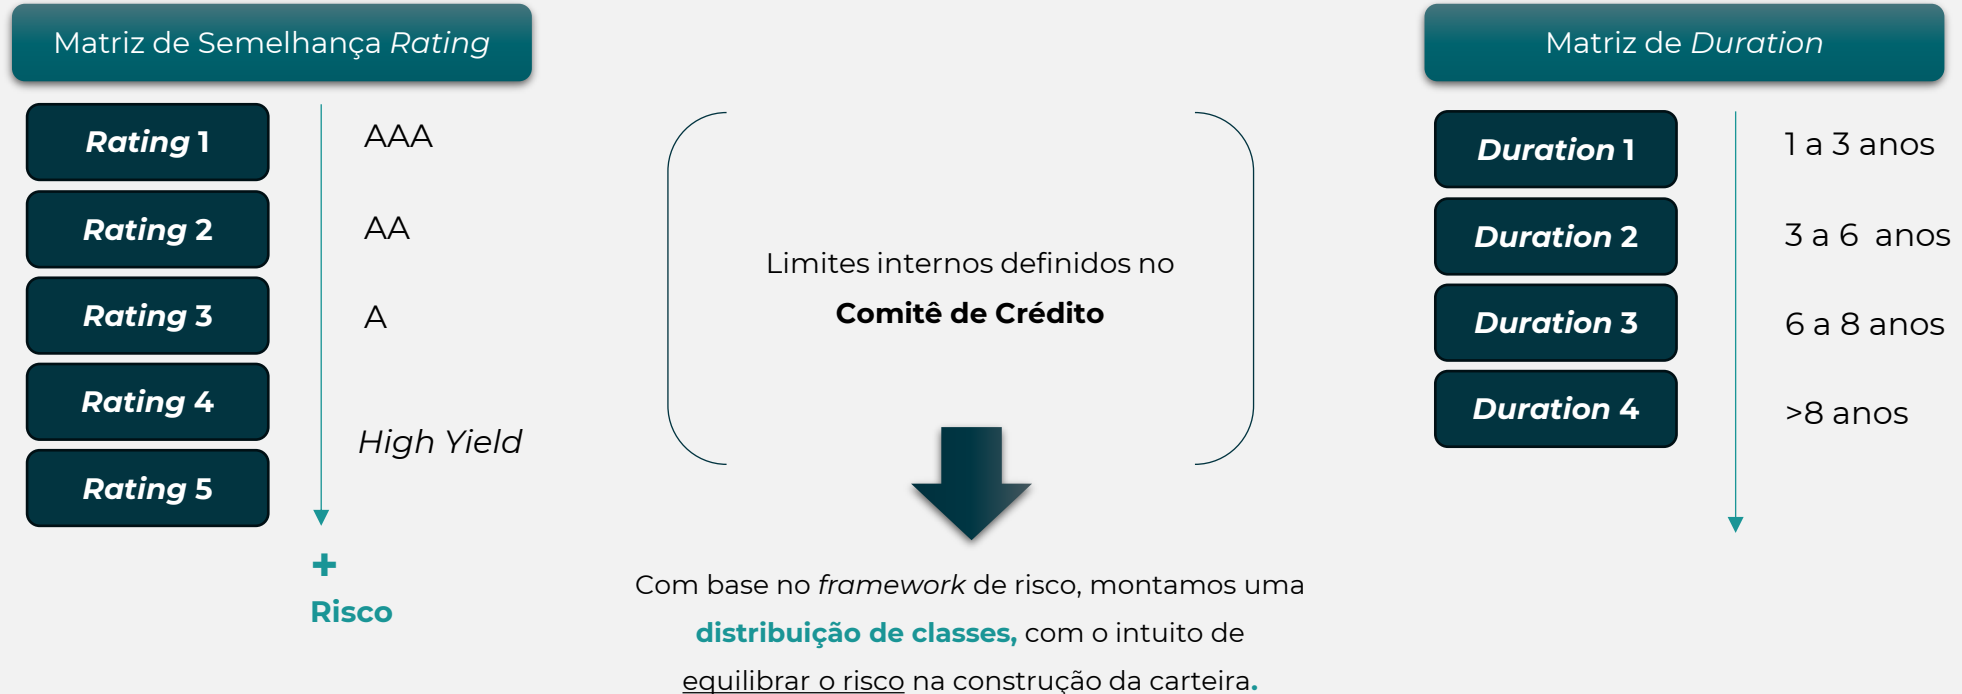 Matriz de Semelhança Rating
Rating 1
AAA
Rating 2
AA
Rating 3
A
Rating 4
High Yield
Rating 5
+
Risco
Limites internos definidos no
Comitê de Crédito
Com base no framework de risco, montamos uma
distribuição de classes, com o intuito de
equilibrar o risco na construção da carteira.
Matriz de Duration
Duration 1
1 a 3 anos
Duration 2
3 a 6 anos
Duration 3
6 a 8 anos
Duration 4
>8 anos